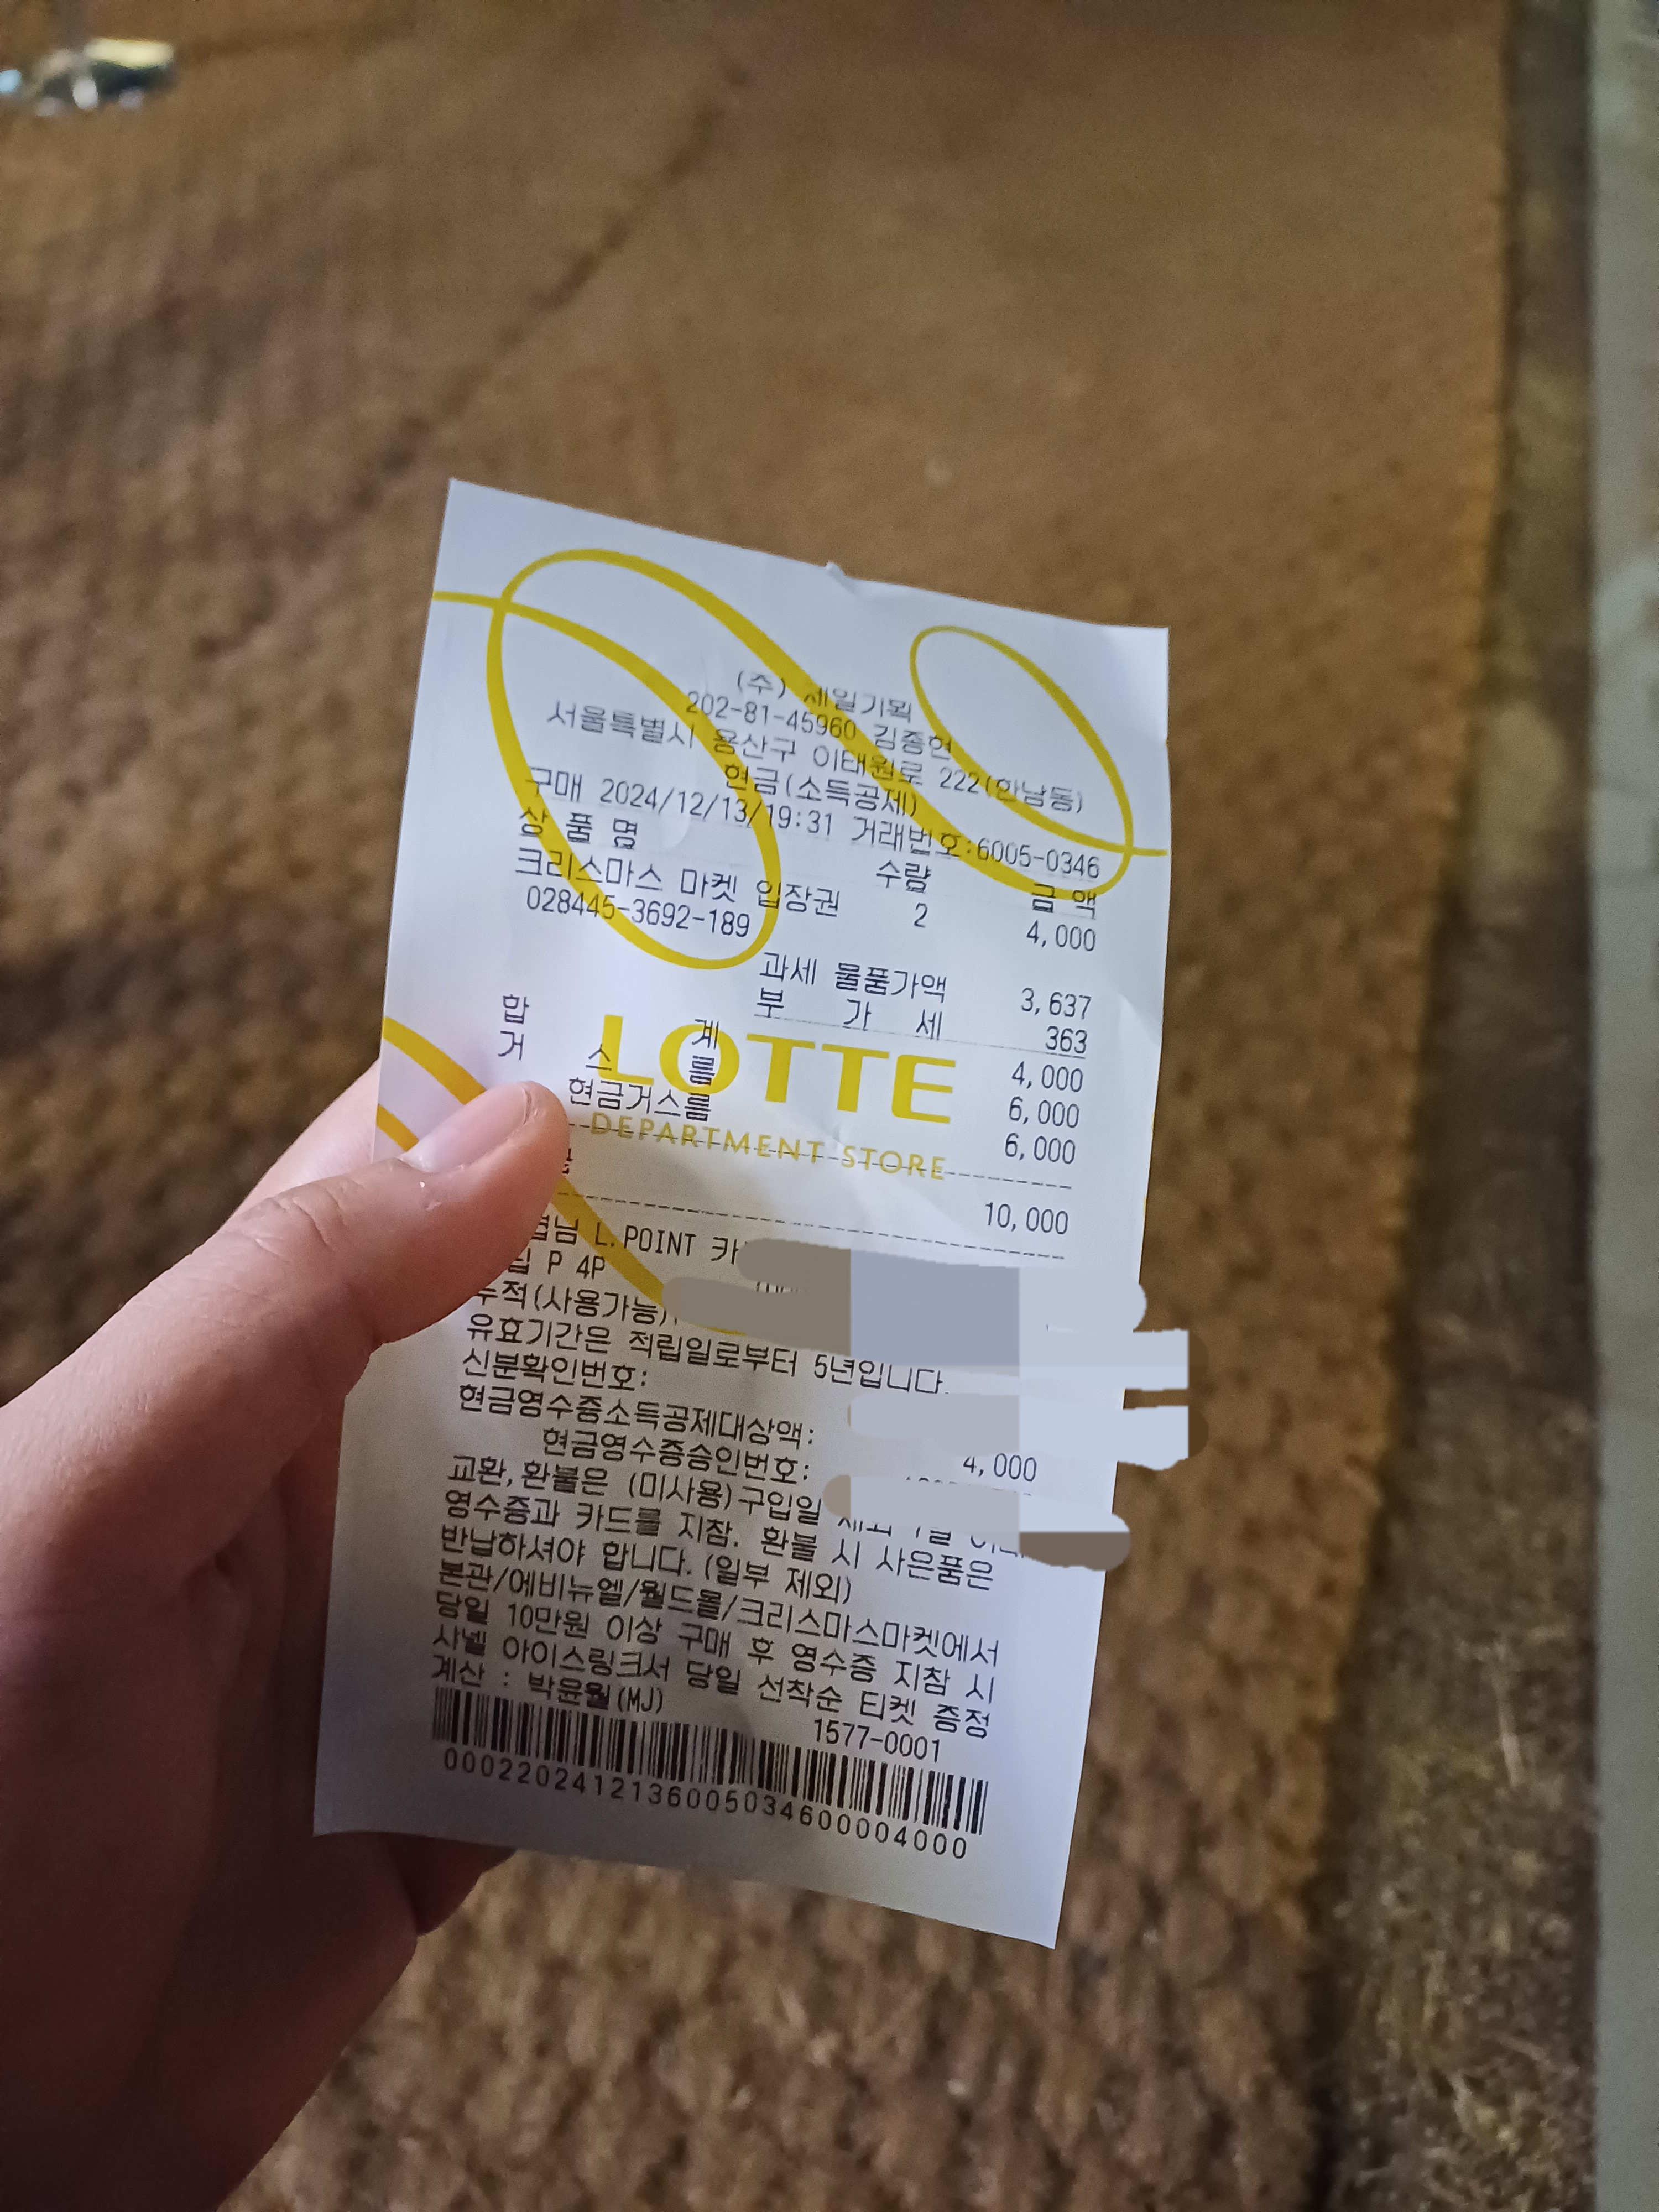 (주) 제일기획
202-81-45960 김종현
서울특별시 용산구 이태원로 222(한남동)
현금(소득공제)
구매 2024/12/13/19:31 거래번호:6005-0346
상 품 명 수량 금 액
크리스마스 마켓 입장권 2 4,000
028445-3692-189
과세 물품가액 3,637
부 가 세 363
합 계 4,000
거 스 름 6,000
현금거스름 6,000
LOTTE
DEPARTMENT STORE
10,000
L.POINT
P 4P
누적(사용가능)
유효기간은 적립일로부터 5년입니다.
신분확인번호:
현금영수증소득공제대상액: 4,000
현금영수증승인번호:
교환,환불은 (미사용)구입일
영수증과 카드를 지참. 환불 시 사은품은
반납하셔야 합니다.(일부 제외)
본관/에비뉴엘/월드몰/크리스마스마켓에서
당일 10만원 이상 구매 후 영수증 지참 시
샤넬 아이스링크서 당일 선착순 티켓 증정
계산 : 박윤월(MJ) 1577-0001
0002202412136005034600004000